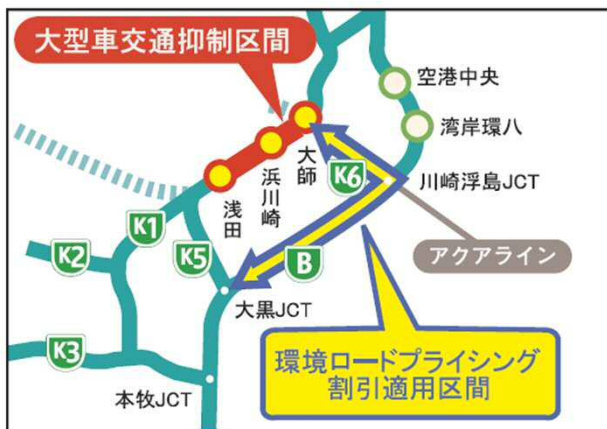 大型車交通抑制区間
空港中央
湾岸環八
大師
浜川崎
浅田
K6
川崎浮島JCT
K1
アクアライン
K2
K5
B
大黒JCT
K3
環境ロードプライシング
割引適用区間
本牧JCT